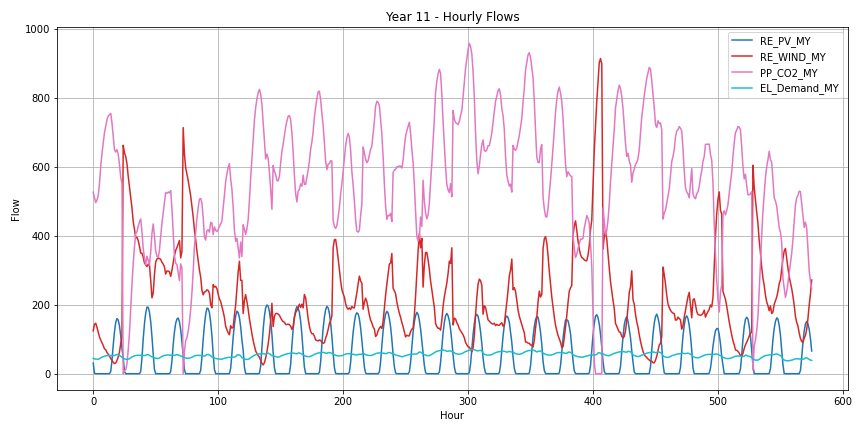 Year 11 - Hourly Flows
RE_PV_MY
RE_WIND_MY
PP_CO2_MY
EL_Demand_MY
1000
800
600
400
200
0
Flow
0 100 200 300 400 500 600
Hour